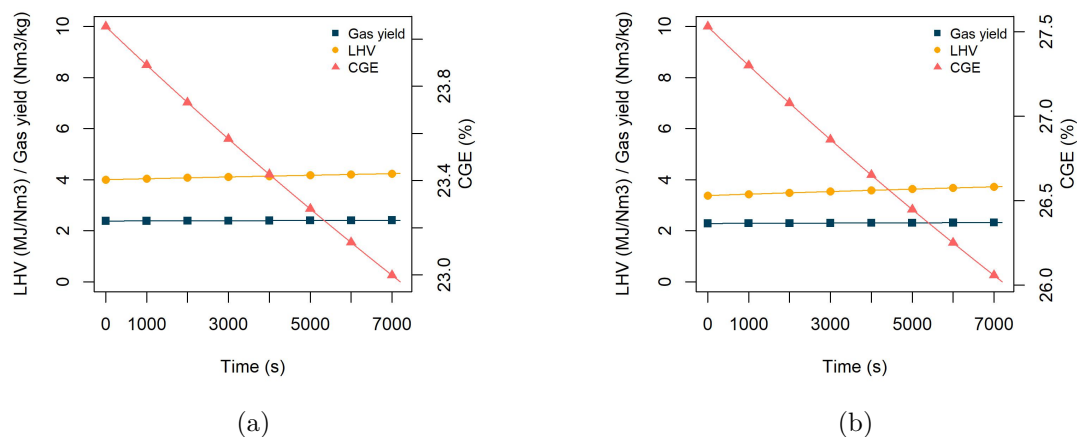 LHV (MJ/Nm3) / Gas yield (Nm3/kg)
10
8
6
4
2
0
Gas yield
LHV
CGE
23.8
23.4
23.0
CGE (%)
0 1000 3000 5000 7000
Time (s)
(a)
LHV (MJ/Nm3) / Gas yield (Nm3/kg)
10
8
6
4
2
0
Gas yield
LHV
CGE
27.5
27.0
26.5
26.0
CGE (%)
0 1000 3000 5000 7000
Time (s)
(b)